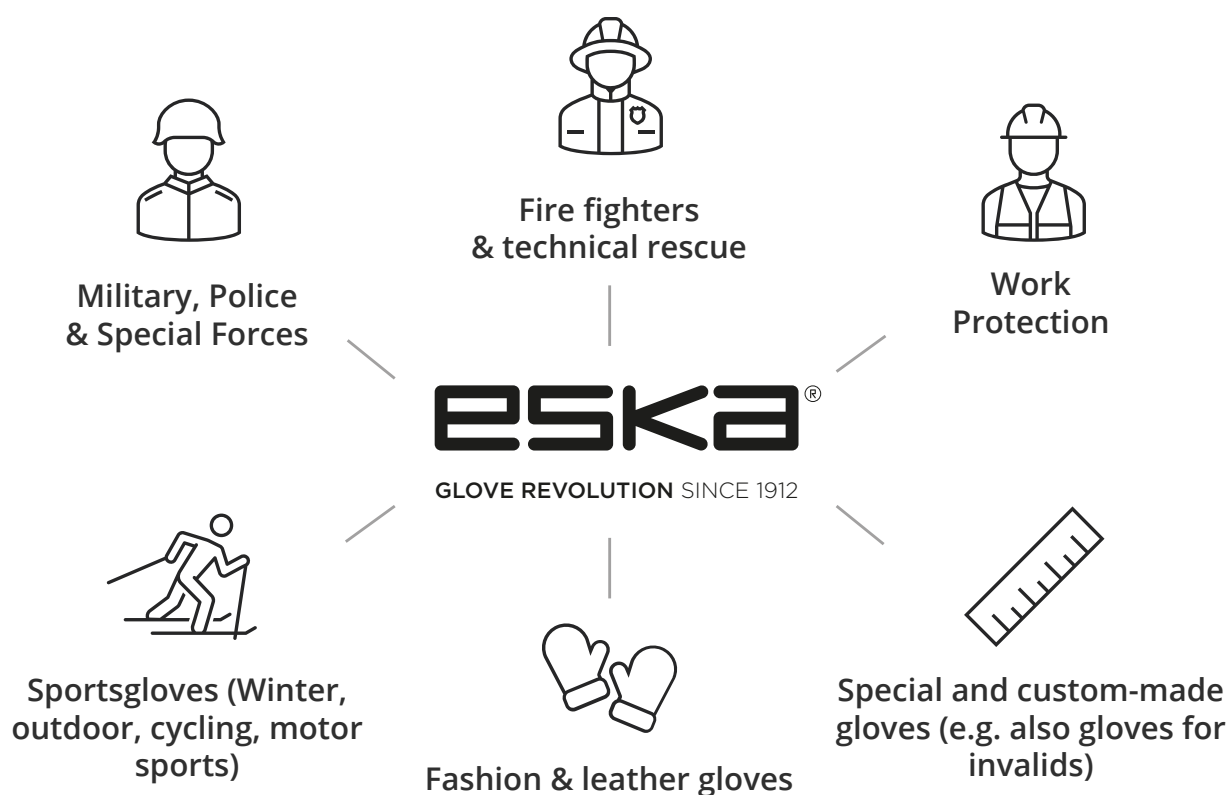 Fire fighters
& technical rescue
Military, Police
& Special Forces
Work
Protection
eska®
GLOVE REVOLUTION SINCE 1912
Sportsgloves (Winter,
outdoor, cycling, motor
sports)
Fashion & leather gloves
Special and custom-made
gloves (e.g. also gloves for
invalids)